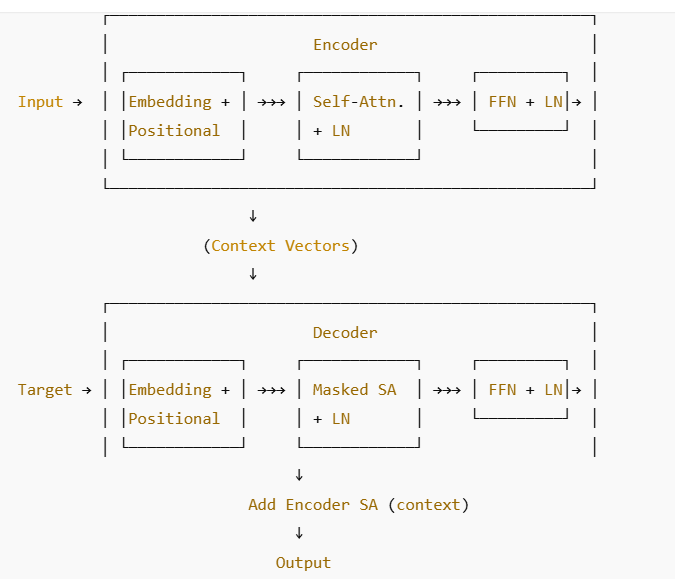 Encoder
Input → Embedding + →→→ Self-Attn. →→→ FFN + LN →
Positional + LN
↓
(Context Vectors)
↓
Decoder
Target → Embedding + →→→ Masked SA →→→ FFN + LN →
Positional + LN
↓
Add Encoder SA (context)
↓
Output